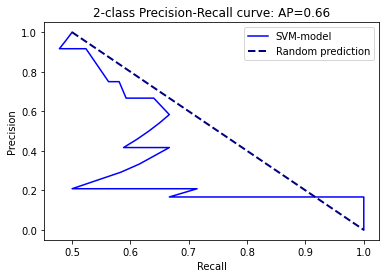 2-class Precision-Recall curve: AP=0.66
SVM-model
Random prediction
Precision
1.0
0.8
0.6
0.4
0.2
0.0
0.5
0.6
0.7
0.8
0.9
1.0
Recall